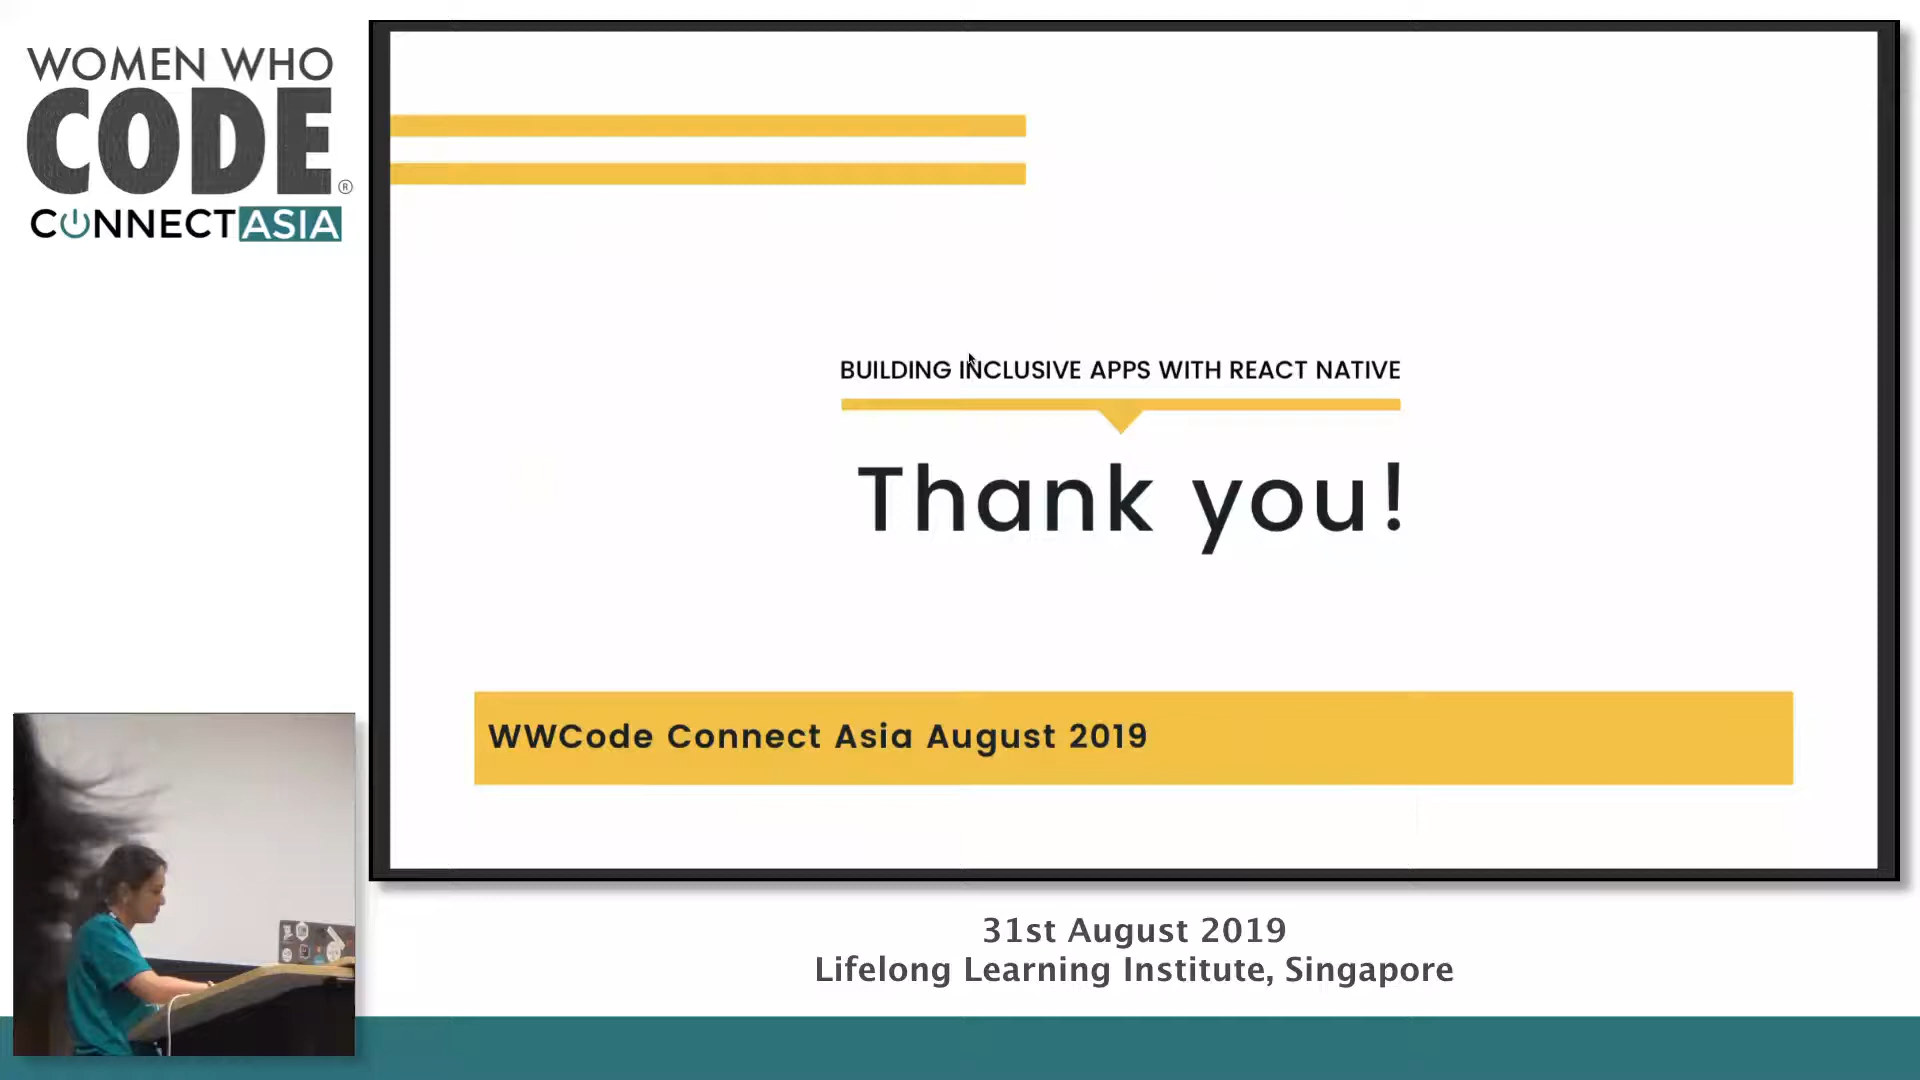 WOMEN WHO
CODE®
CONNECT ASIA
BUILDING INCLUSIVE APPS WITH REACT NATIVE
Thank you!
WWCode Connect Asia August 2019
31st August 2019
Lifelong Learning Institute, Singapore